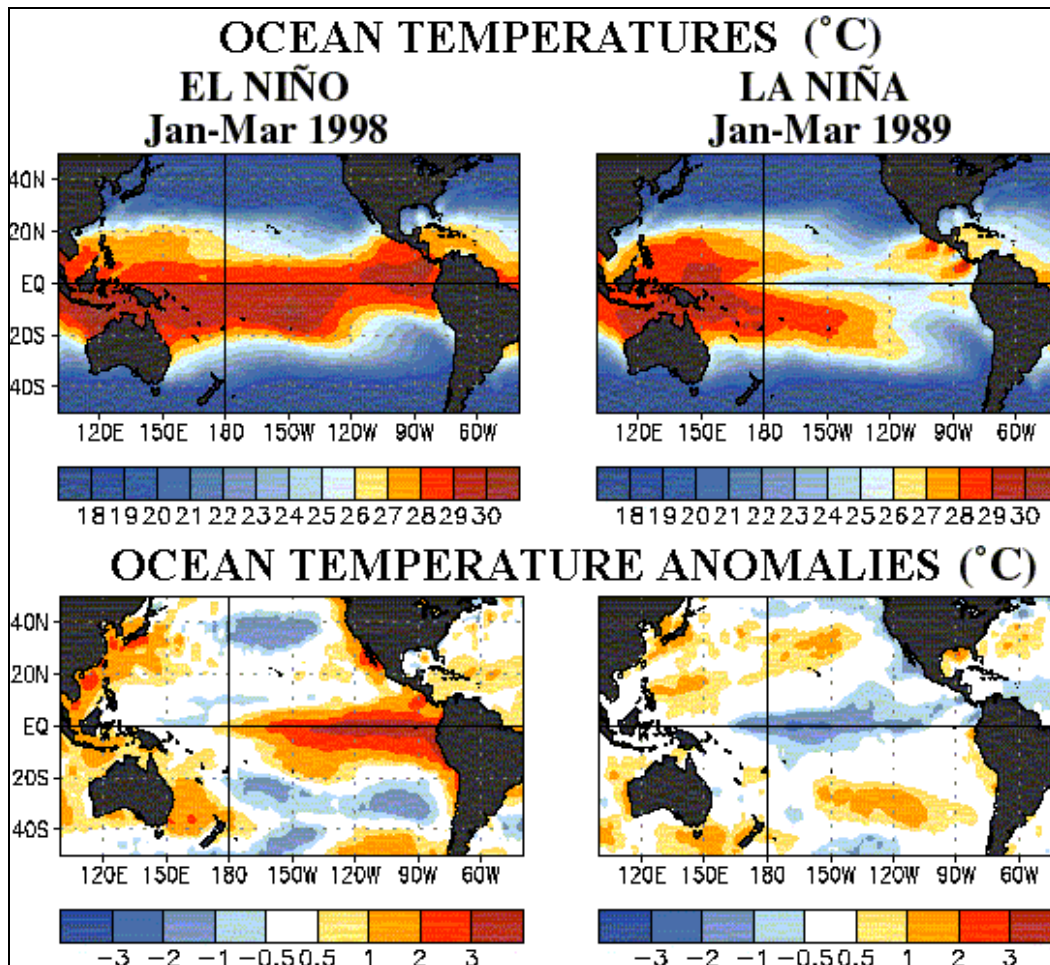 OCEAN TEMPERATURES (°C)
EL NIÑO
Jan-Mar 1998
LA NIÑA
Jan-Mar 1989
40N
20N
EQ
20S
40S
120E 150E 180 150W 120W 90W 60W
120E 150E 180 150W 120W 90W 60W
18 19 20 21 22 23 24 25 26 27 28 29 30
18 19 20 21 22 23 24 25 26 27 28 29 30
OCEAN TEMPERATURE ANOMALIES (°C)
40N
20N
EQ
20S
40S
120E 150E 180 150W 120W 90W 60W
120E 150E 180 150W 120W 90W 60W
-3 -2 -1 -0.5 0.5 1 2 3
-3 -2 -1 -0.5 0.5 1 2 3